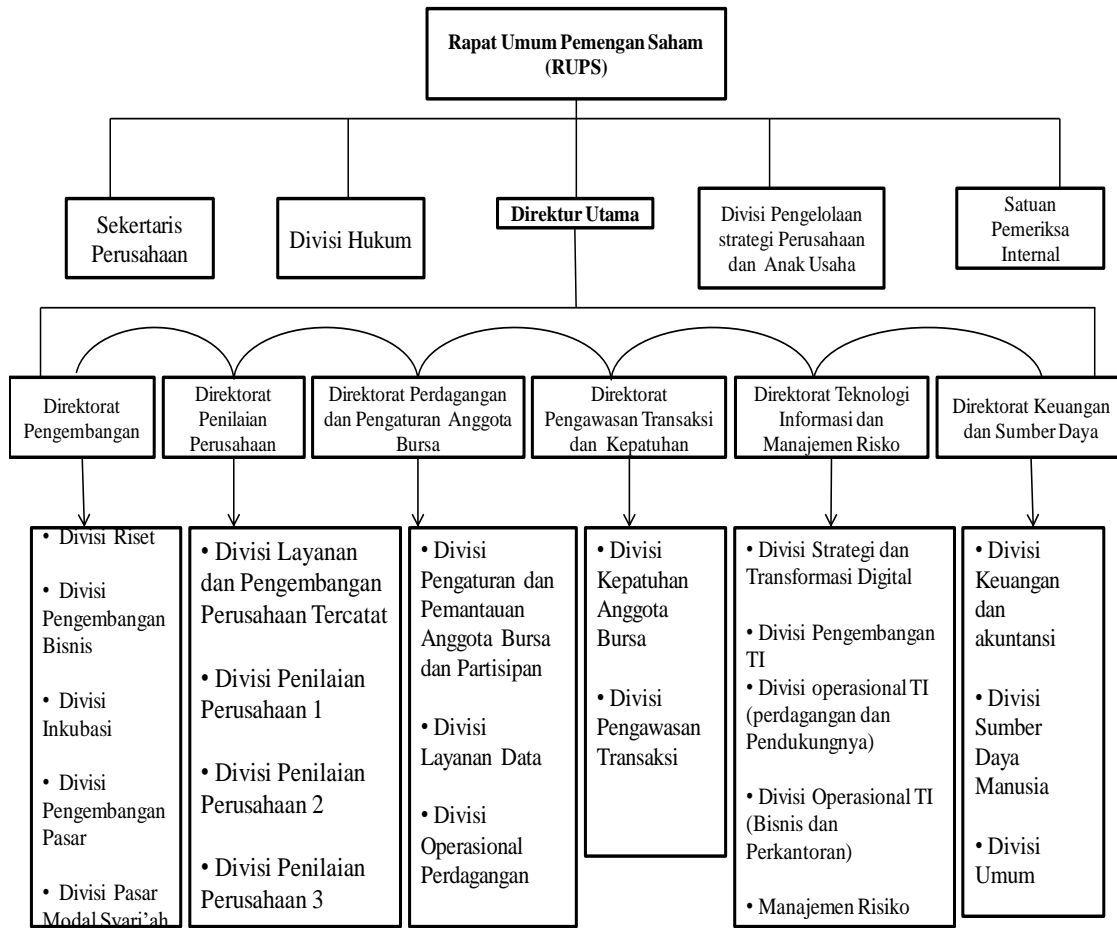 Rapat Umum Pemengan Saham
(RUPS)
Sekertaris
Perusahaan
Divisi Hukum
Direktur Utama
Divisi Pengelolaan
strategi Perusahaan
dan Anak Usaha
Satuan
Pemeriksa
Internal
Direktorat
Pengembangan
Direktorat
Penilaian
Perusahaan
Direktorat Perdagangan
dan Pengaturan Anggota
Bursa
Direktorat
Pengawasan Transaksi
dan Kepatuhan
Direktorat Teknologi
Informasi dan
Manajemen Risko
Direktorat Keuangan
dan Sumber Daya
• Divisi Riset
• Divisi
Pengembangan
Bisnis
• Divisi
Inkubasi
• Divisi
Pengembangan
Pasar
• Divisi Pasar
Modal Syari'ah
• Divisi Layanan
dan Pengembangan
Perusahaan Tercatat
• Divisi Penilaian
Perusahaan 1
• Divisi Penilaian
Perusahaan 2
• Divisi Penilaian
Perusahaan 3
• Divisi
Pengaturan dan
Pemantauan
Anggota Bursa
dan Partisipan
• Divisi
Layanan Data
• Divisi
Operasional
Perdagangan
• Divisi
Kepatuhan
Anggota
Bursa
• Divisi
Pengawasan
Transaksi
• Divisi Strategi dan
Transformasi Digital
• Divisi Pengembangan
TI
• Divisi operasional TI
(perdagangan dan
Pendukungnya)
• Divisi Operasional TI
(Bisnis dan
Perkantoran)
• Manajemen Risiko
• Divisi
Keuangan
dan
akuntansi
• Divisi
Sumber
Daya
Manusia
• Divisi
Umum